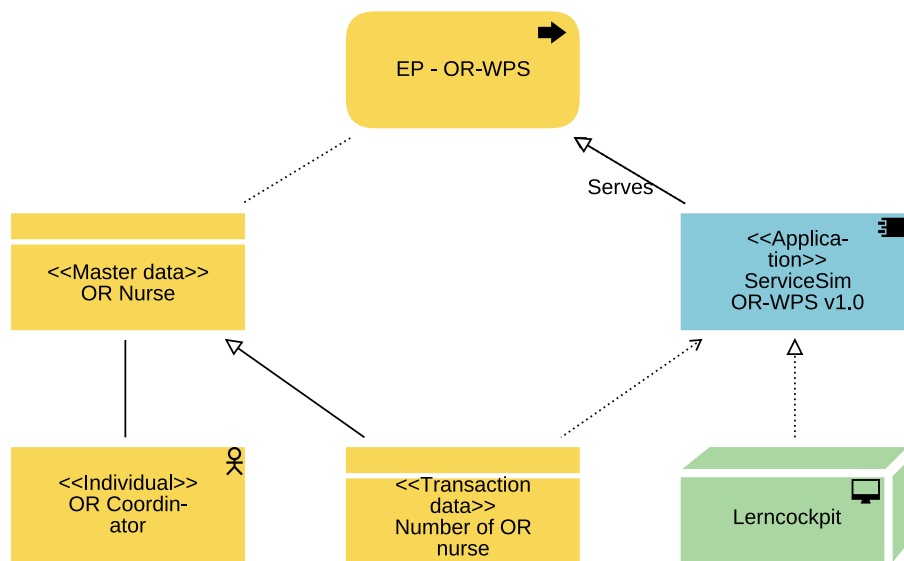 EP - OR-WPS
Serves
<<Master data>>
OR Nurse
<<Applica-
tion>>
ServiceSim
OR-WPS v1.0
<<Individual>>
OR Coordin-
ator
<<Transaction
data>>
Number of OR
nurse
Lerncockpit